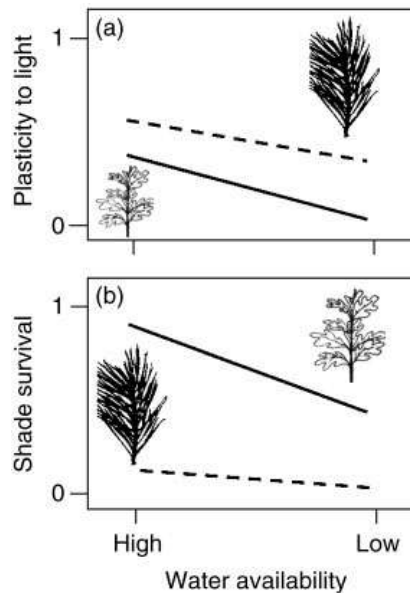 Plasticity to light
1
(a)
0
Shade survival
1
(b)
0
High
Low
Water availability